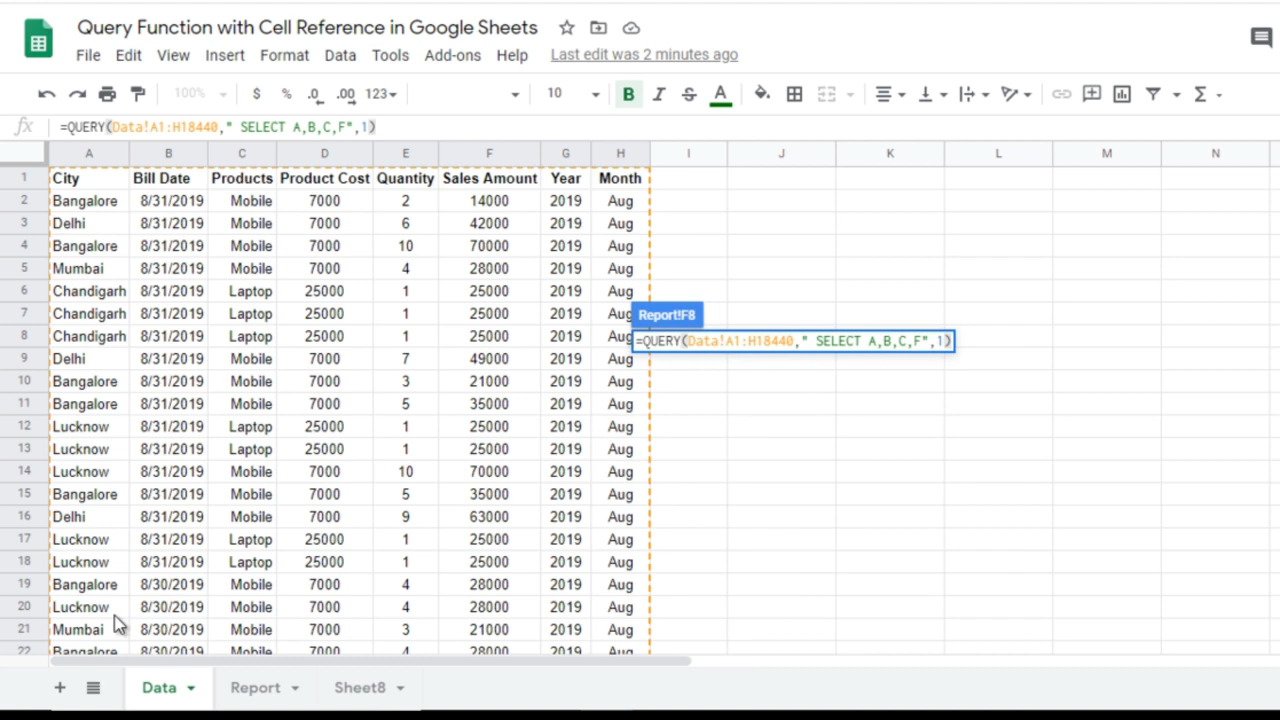 Query Function with Cell Reference in Google Sheets
File Edit View Insert Format Data Tools Add-ons Help Last edit was 2 minutes ago
100% $ % .0 .00 123 10 B I S A
fx =QUERY(Data!A1:H18440," SELECT A,B,C,F",1)
A B C D E F G H I J K L M N
1 City Bill Date Products Product Cost Quantity Sales Amount Year Month
2 Bangalore 8/31/2019 Mobile 7000 2 14000 2019 Aug
3 Delhi 8/31/2019 Mobile 7000 6 42000 2019 Aug
4 Bangalore 8/31/2019 Mobile 7000 10 70000 2019 Aug
5 Mumbai 8/31/2019 Mobile 7000 4 28000 2019 Aug
6 Chandigarh 8/31/2019 Laptop 25000 1 25000 2019 Aug
7 Chandigarh 8/31/2019 Laptop 25000 1 25000 2019 Aug Report!F8
8 Chandigarh 8/31/2019 Laptop 25000 1 25000 2019 Aug =QUERY(Data!A1:H18440," SELECT A,B,C,F",1)
9 Delhi 8/31/2019 Mobile 7000 7 49000 2019 Aug
10 Bangalore 8/31/2019 Mobile 7000 3 21000 2019 Aug
11 Bangalore 8/31/2019 Mobile 7000 5 35000 2019 Aug
12 Lucknow 8/31/2019 Laptop 25000 1 25000 2019 Aug
13 Lucknow 8/31/2019 Laptop 25000 1 25000 2019 Aug
14 Lucknow 8/31/2019 Mobile 7000 10 70000 2019 Aug
15 Bangalore 8/31/2019 Mobile 7000 5 35000 2019 Aug
16 Delhi 8/31/2019 Mobile 7000 9 63000 2019 Aug
17 Lucknow 8/31/2019 Laptop 25000 1 25000 2019 Aug
18 Lucknow 8/31/2019 Laptop 25000 1 25000 2019 Aug
19 Bangalore 8/30/2019 Mobile 7000 4 28000 2019 Aug
20 Lucknow 8/30/2019 Mobile 7000 4 28000 2019 Aug
21 Mumbai 8/30/2019 Mobile 7000 3 21000 2019 Aug
22 Bangalore 8/30/2019 Mobile 7000 4 28000 2019 Aug
Data Report Sheet8